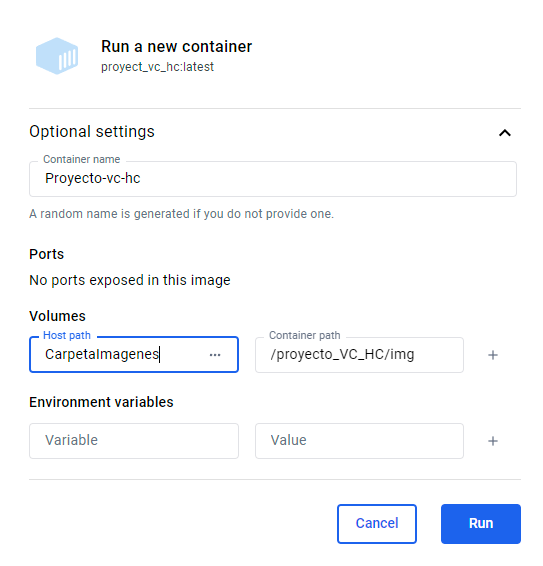 Run a new container
proyect_vc_hc:latest
Optional settings
Container name
Proyecto-vc-hc
A random name is generated if you do not provide one.
Ports
No ports exposed in this image
Volumes
Host path
CarpetaImagenes
Container path
/proyecto_VC_HC/img
Environment variables
Variable
Value
Cancel
Run